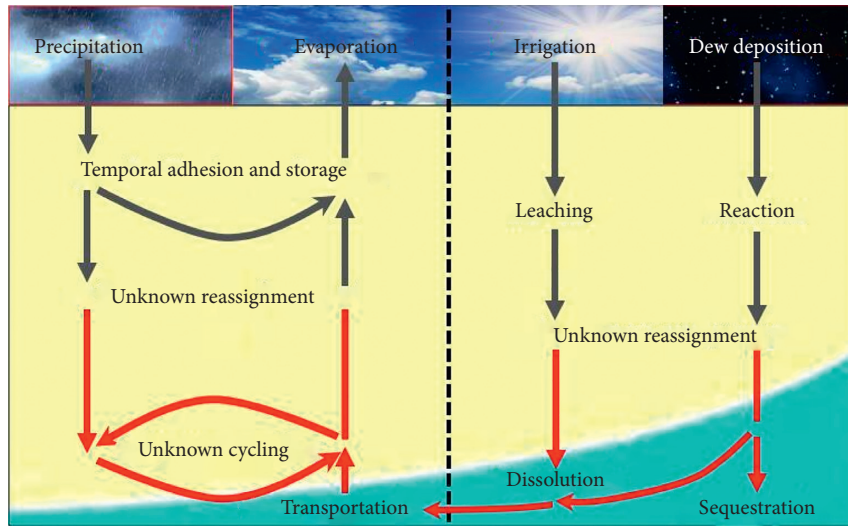 Precipitation
Evaporation
Irrigation
Dew deposition
Temporal adhesion and storage
Leaching
Reaction
Unknown reassignment
Unknown reassignment
Unknown cycling
Dissolution
Transportation
Sequestration